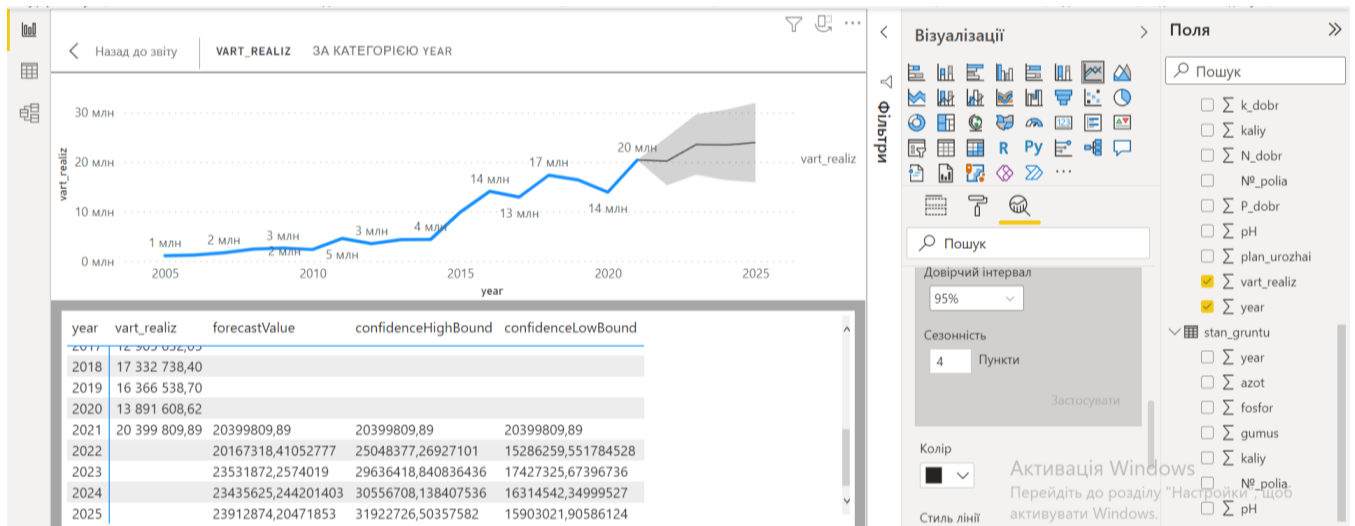 Назад до звіту VART_REALIZ ЗА КАТЕГОРІЄЮ YEAR
30 млн
20 млн
10 млн
0 млн
vart_realiz
1 млн 2 млн 3 млн 2 млн 5 млн 3 млн 4 млн 14 млн 13 млн 17 млн 14 млн 20 млн
vart_realiz
2005 2010 2015 2020 2025
year
year vart_realiz forecastValue confidenceHighBound confidenceLowBound
2018 17 332 738,40
2019 16 366 538,70
2020 13 891 608,62
2021 20 399 809,89 20399809,89 20399809,89 20399809,89
2022 20167318,41052777 25048377,26927101 15286259,551784528
2023 23531872,2574019 29636418,840836436 17427325,67396736
2024 23435625,244201403 30556708,138407536 16314542,34999527
2025 23912874,20471853 31922726,50357582 15903021,90586124
Фільтри
Візуалізації
123
R Py
Пошук
Довірчий інтервал
95%
Сезонність
4 Пункти
Застосувати
Колір
Стиль лінії
Поля
Пошук
k_dobr
kaliy
N_dobr
№_polia
P_dobr
pH
plan_urozhai
vart_realiz
year
stan_gruntu
year
azot
fosfor
gumus
kaliy
№_polia
pH
Активація Windows
Перейдіть до розділу "Настройки", щоб
активувати Windows.